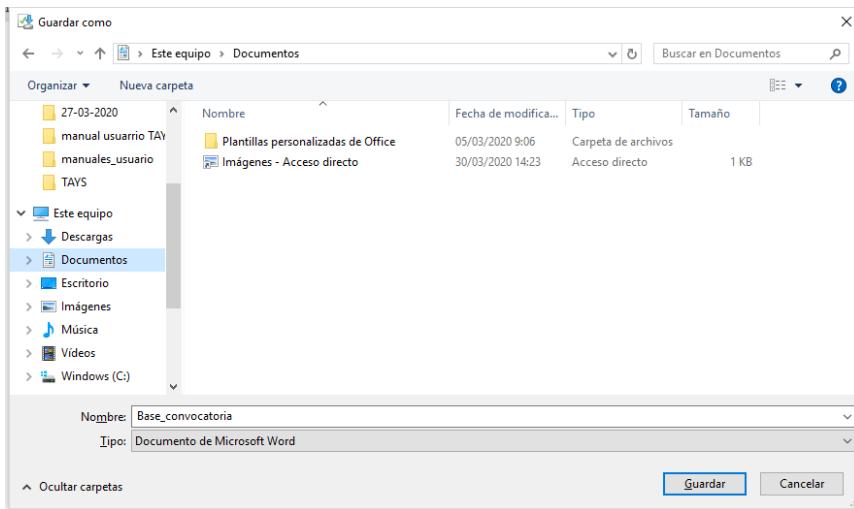 Guardar como
Este equipo > Documentos
Buscar en Documentos
Organizar
Nueva carpeta
27-03-2020
manual usuarrio TAY
manuales_usuario
TAYS
Este equipo
Descargas
Documentos
Escritorio
Imágenes
Música
Vídeos
Windows (C:)
Nombre Fecha de modifica... Tipo Tamaño
Plantillas personalizadas de Office 05/03/2020 9:06 Carpeta de archivos
Imágenes - Acceso directo 30/03/2020 14:23 Acceso directo 1 KB
Nombre: Base_convocatoria
Tipo: Documento de Microsoft Word
Ocultar carpetas
Guardar
Cancelar